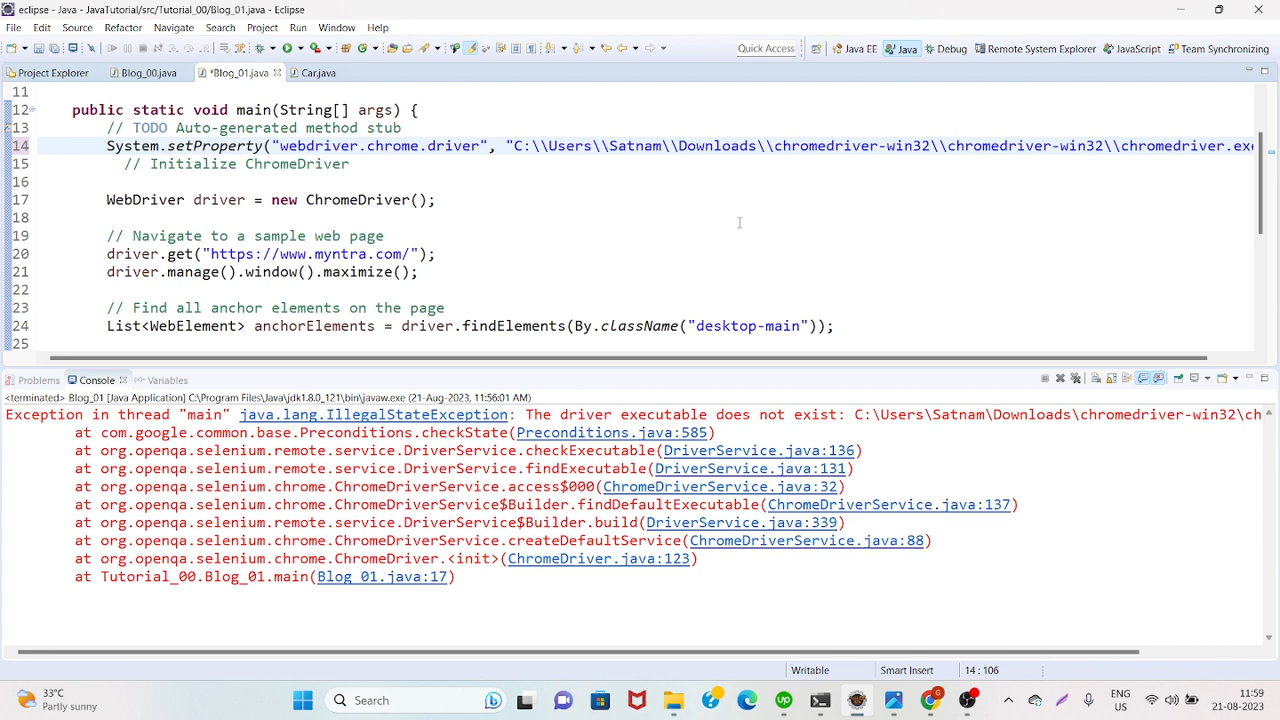 eclipse - Java - JavaTutorial/src/Tutorial_00/Blog_01.java - Eclipse
File Edit Source Refactor Navigate Search Project Run Window Help
Quick Access Java EE Java Debug Remote System Explorer JavaScript Team Synchronizing
Project Explorer Blog_00.java *Blog_01.java Car.java
11
12 public static void main(String[] args) {
13 // TODO Auto-generated method stub
14 System.setProperty("webdriver.chrome.driver", "C:\\Users\\Satnam\\Downloads\\chromedriver-win32\\chromedriver-win32\\chromedriver.exe
15 // Initialize ChromeDriver
16
17 WebDriver driver = new ChromeDriver();
18
19 // Navigate to a sample web page
20 driver.get("https://www.myntra.com/");
21 driver.manage().window().maximize();
22
23 // Find all anchor elements on the page
24 List<WebElement> anchorElements = driver.findElements(By.className("desktop-main"));
25
Problems Console Variables
<terminated> Blog_01 [Java Application] C:\Program Files\Java\jdk1.8.0_121\bin\javaw.exe (21-Aug-2023, 11:56:01 AM)
Exception in thread "main" java.lang.IllegalStateException: The driver executable does not exist: C:\Users\Satnam\Downloads\chromedriver-win32\ch
at com.google.common.base.Preconditions.checkState(Preconditions.java:585)
at org.openqa.selenium.remote.service.DriverService.checkExecutable(DriverService.java:136)
at org.openqa.selenium.remote.service.DriverService.findExecutable(DriverService.java:131)
at org.openqa.selenium.chrome.ChromeDriverService.access$000(ChromeDriverService.java:32)
at org.openqa.selenium.chrome.ChromeDriverService$Builder.findDefaultExecutable(ChromeDriverService.java:137)
at org.openqa.selenium.remote.service.DriverService$Builder.build(DriverService.java:339)
at org.openqa.selenium.chrome.ChromeDriverService.createDefaultService(ChromeDriverService.java:88)
at org.openqa.selenium.chrome.ChromeDriver.<init>(ChromeDriver.java:123)
at Tutorial_00.Blog_01.main(Blog_01.java:17)
Writable Smart Insert 14 : 106
33°C
Partly sunny
Search
ENG
US
11:59
21-08-2023